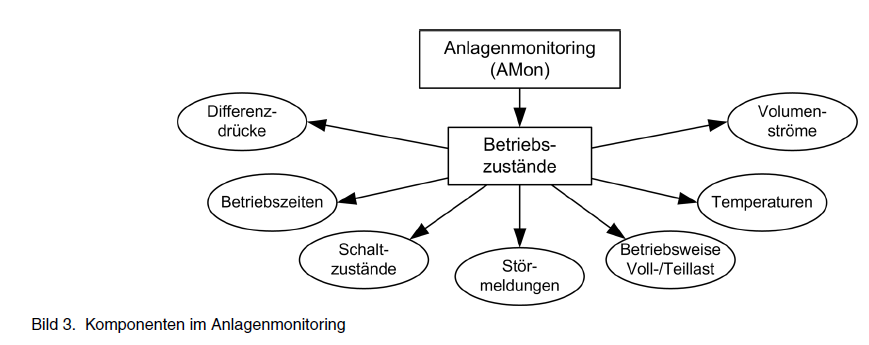 Anlagenmonitoring
(AMon)
Differenz-
drücke
Volumen-
ströme
Betriebs-
zustände
Betriebszeiten
Temperaturen
Schalt-
zustände
Stör-
meldungen
Betriebsweise
Voll-/Teillast
Bild 3.  Komponenten im Anlagenmonitoring